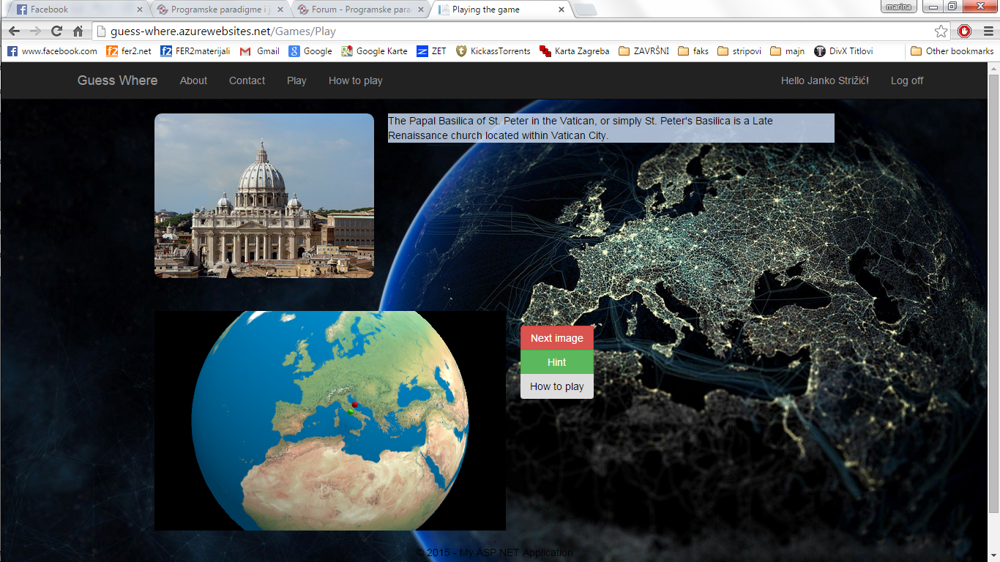 Facebook
Programske paradigme i j
Forum - Programske para
Playing the game
marina
guess-where.azurewebsites.net/Games/Play
www.facebook.com
fer2.net
FER2materijali
Gmail
Google
Google Karte
ZET
KickassTorrents
Karta Zagreba
ZAVRŠNI
faks
stripovi
majn
DivX Titlovi
Other bookmarks
Guess Where
About
Contact
Play
How to play
Hello Janko Strižić!
Log off
The Papal Basilica of St. Peter in the Vatican, or simply St. Peter's Basilica is a Late
Renaissance church located within Vatican City.
Next image
Hint
How to play
© 2015 - My ASP.NET Application